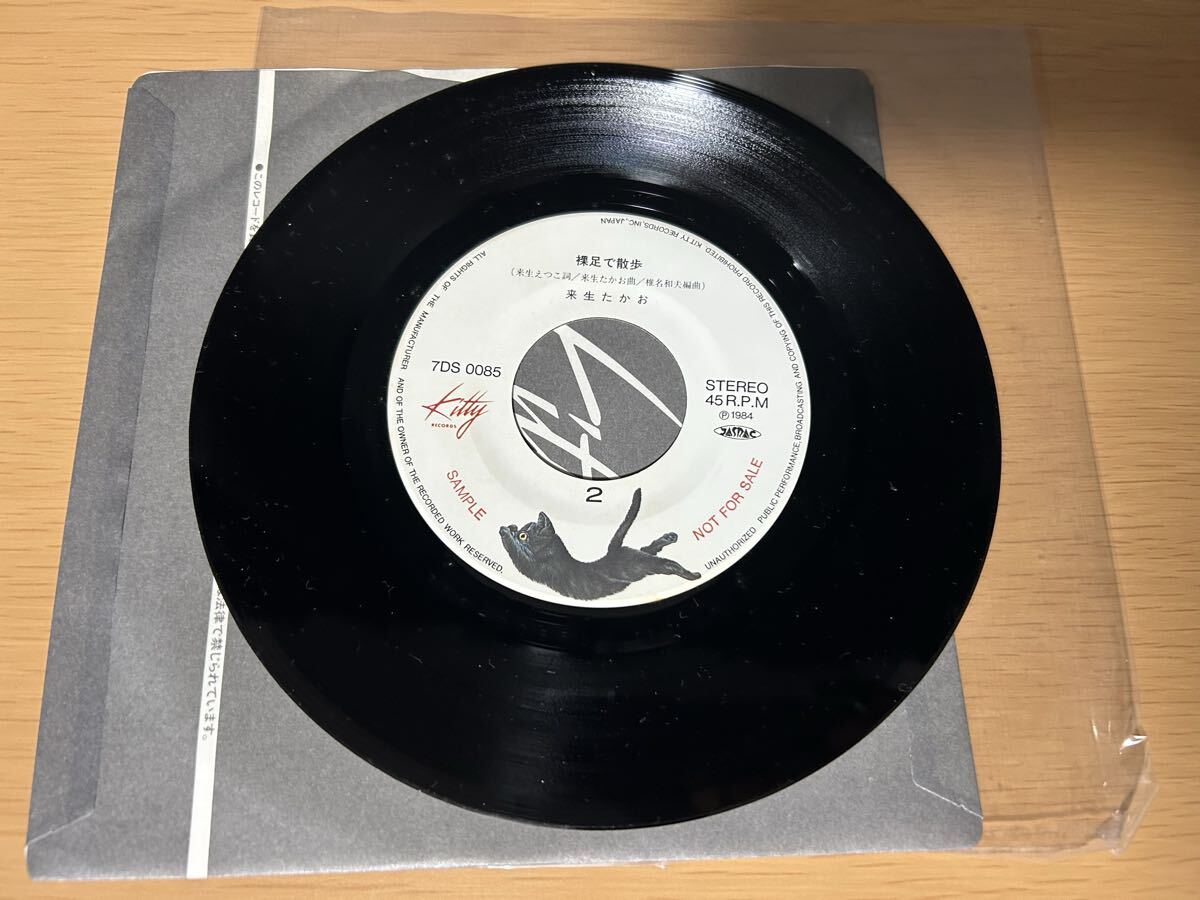 裸足で散歩
(来生えつこ詞/来生たかお曲/椎名和夫編曲)
来生たかお
7DS 0085
Kitty
RECORDS
STEREO
45 R.P.M
Ⓟ1984
JASRAC
SAMPLE
2
NOT FOR SALE
ALL RIGHTS OF THE MANUFACTURER AND OF THE OWNER OF THE RECORDED WORK RESERVED.
UNAUTHORIZED PUBLIC PERFORMANCE, BROADCASTING AND COPYING OF THIS RECORD PROHIBITED. KITTY RECORDS, INC, JAPAN
●このレコードを
法律で禁じられています。